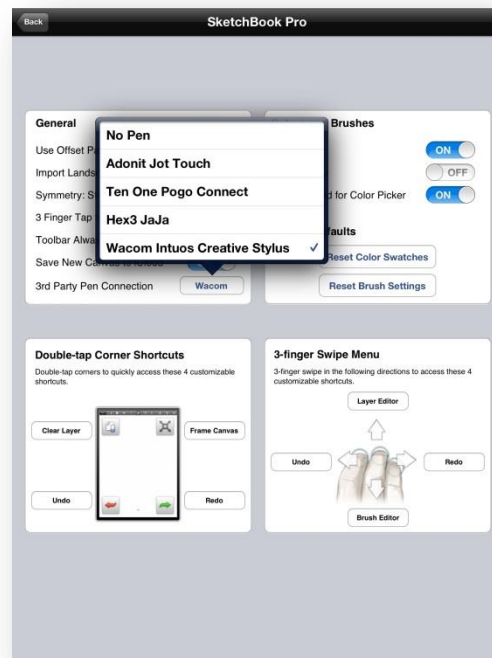 Back
SketchBook Pro
General
Use Offset
Import Lands
Symmetry:
3 Finger Tap
Toolbar Alwa
Save New
3rd Party Pen Connection
Wacom
No Pen
Adonit Jot Touch
Ten One Pogo Connect
Hex3 JaJa
Wacom Intuos Creative Stylus
Brushes
ON
OFF
for Color Picker
ON
Reset Color Swatches
Reset Brush Settings
Double-tap Corner Shortcuts
Double-tap corners to quickly access these 4 customizable
shortcuts.
Clear Layer
Frame Canvas
Undo
Redo
3-finger Swipe Menu
3-finger swipe in the following directions to access these 4
customizable shortcuts.
Layer Editor
Undo
Redo
Brush Editor